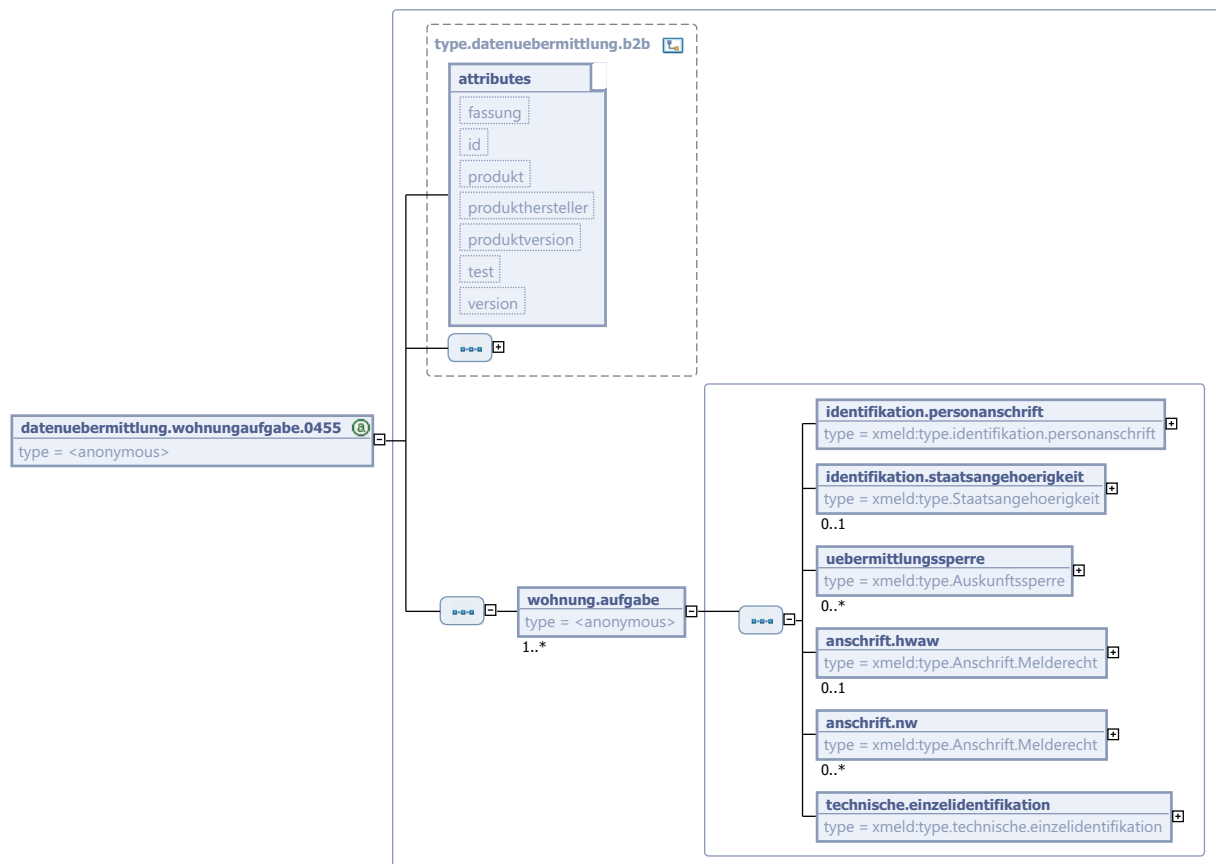 type.datenuebermittlung.b2b
attributes
fassung
id
produkt
produkthersteller
produktversion
test
version
datenuebermittlung.wohnungaufgabe.0455
type = <anonymous>
wohnung.aufgabe
type = <anonymous>
1..*
identifikation.personanschrift
type = xmeld:type.identifikation.personanschrift
identifikation.staatsangehoerigkeit
type = xmeld:type.Staatsangehoerigkeit
0..1
uebermittlungssperre
type = xmeld:type.Auskunftssperre
0..*
anschrift.hwaw
type = xmeld:type.Anschrift.Melderecht
0..1
anschrift.nw
type = xmeld:type.Anschrift.Melderecht
0..*
technische.einzelidentifikation
type = xmeld:type.technische.einzelidentifikation